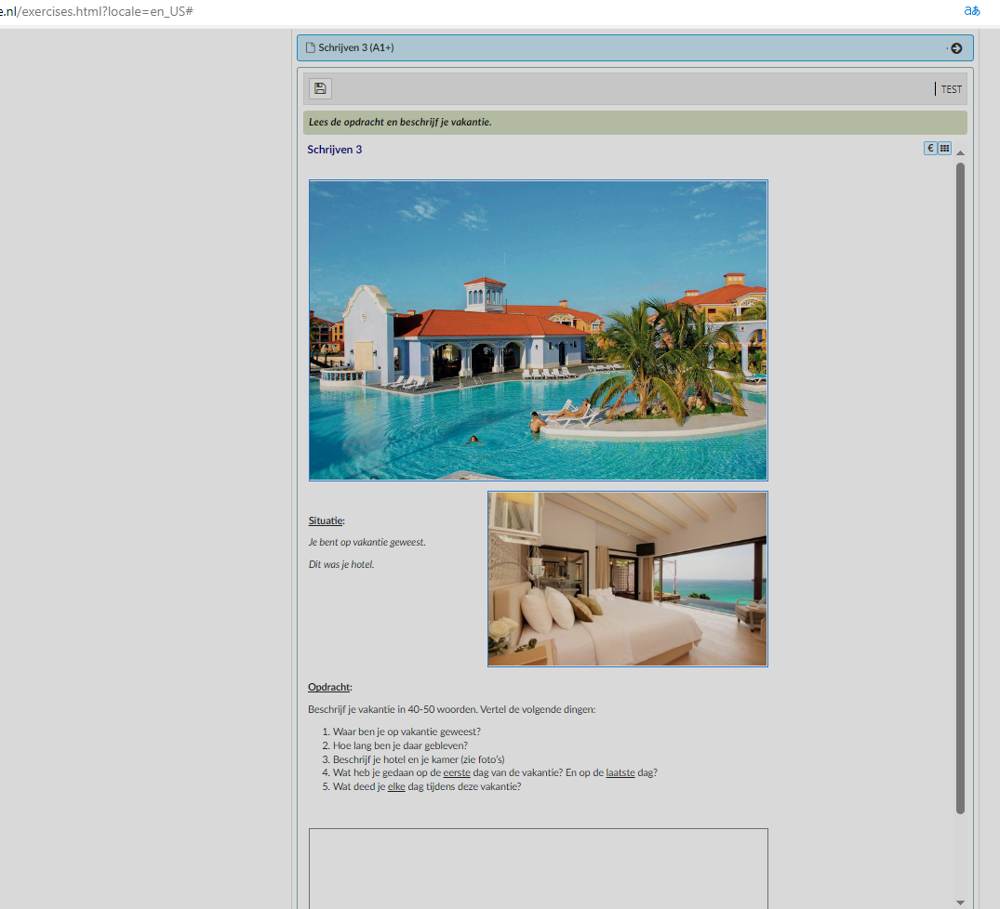 e.nl/exercises.html?locale=en_US#
aあ
Schrijven 3 (A1+)
TEST
Lees de opdracht en beschrijf je vakantie.
Schrijven 3
€
Situatie:
Je bent op vakantie geweest.
Dit was je hotel.
Opdracht:
Beschrijf je vakantie in 40-50 woorden. Vertel de volgende dingen:
1. Waar ben je op vakantie geweest?
2. Hoe lang ben je daar gebleven?
3. Beschrijf je hotel en je kamer (zie foto's)
4. Wat heb je gedaan op de eerste dag van de vakantie? En op de laatste dag?
5. Wat deed je elke dag tijdens deze vakantie?